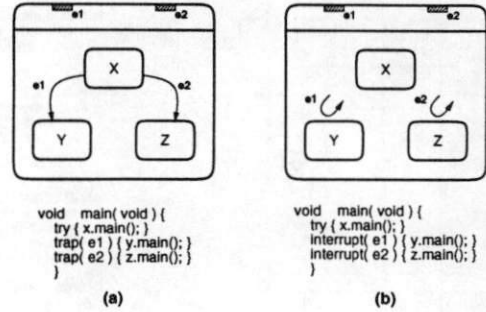 e1 e2
X
e1 e2
Y Z
void main( void ) {
try { x.main(); }
trap( e1 ) { y.main(); }
trap( e2 ) { z.main(); }
}
(a)
e1 e2
X
e1 e2
Y Z
void main( void ) {
try { x.main(); }
interrupt( e1 ) { y.main(); }
interrupt( e2 ) { z.main(); }
}
(b)